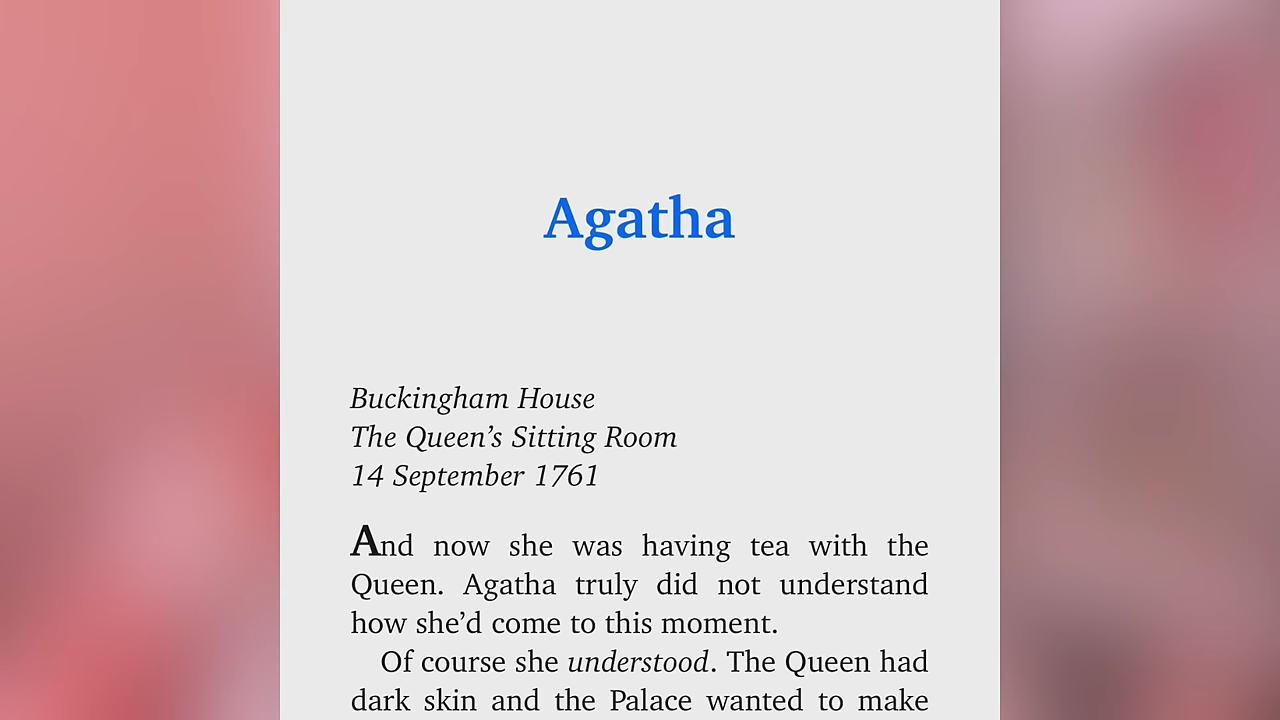 Agatha
Buckingham House
The Queen’s Sitting Room
14 September 1761
And now she was having tea with the
Queen. Agatha truly did not understand
how she’d come to this moment.
Of course she understood. The Queen had
dark skin and the Palace wanted to make